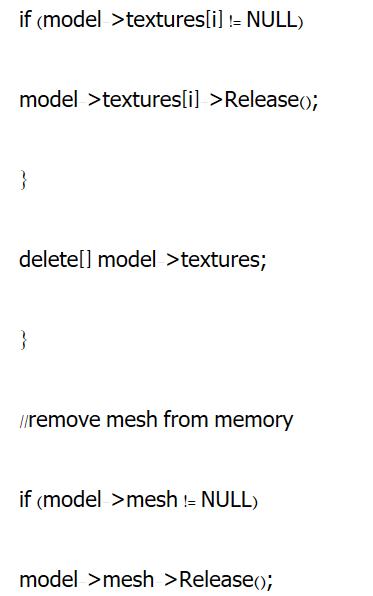 if (model->textures[i] != NULL)
model->textures[i]->Release();
}
delete[] model->textures;
}
//remove mesh from memory
if (model->mesh != NULL)
model->mesh->Release();